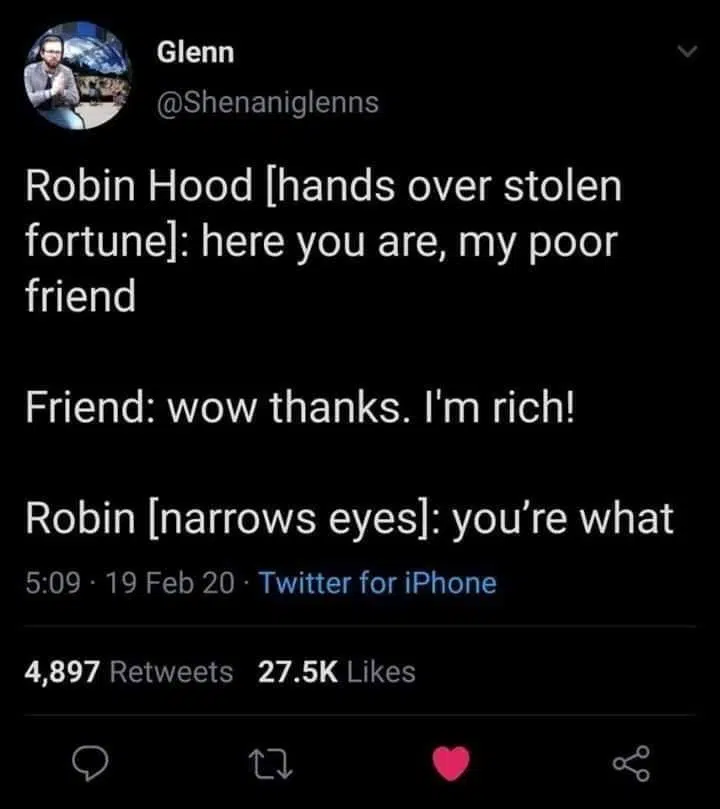 Glenn
@Shenaniglenns
Robin Hood [hands over stolen
fortune]: here you are, my poor
friend
Friend: wow thanks. I'm rich!
Robin [narrows eyes]: you’re what
5:09 · 19 Feb 20 · Twitter for iPhone
4,897 Retweets 27.5K Likes